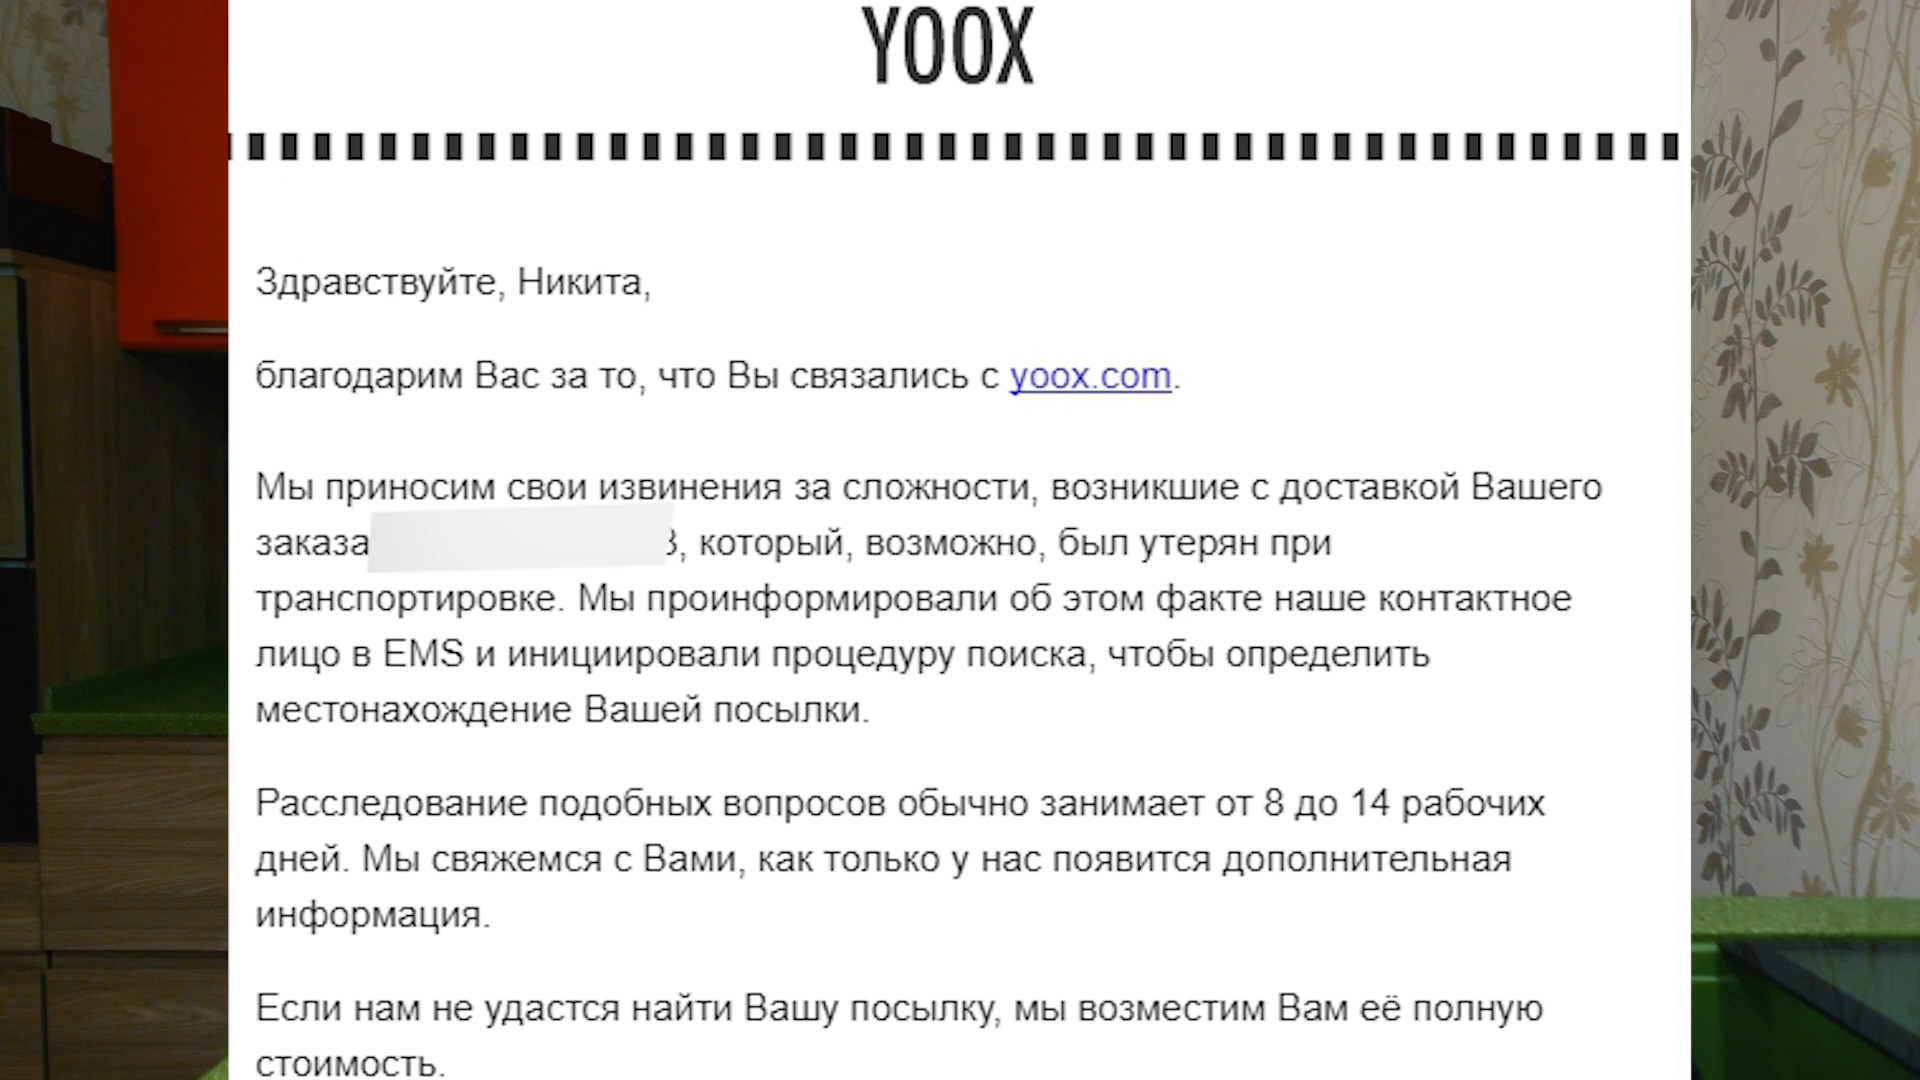 YOOX
Здравствуйте, Никита,
благодарим Вас за то, что Вы связались с yoox.com.
Мы приносим свои извинения за сложности, возникшие с доставкой Вашего
заказа , который, возможно, был утерян при
транспортировке. Мы проинформировали об этом факте наше контактное
лицо в EMS и инициировали процедуру поиска, чтобы определить
местонахождение Вашей посылки.
Расследование подобных вопросов обычно занимает от 8 до 14 рабочих
дней. Мы свяжемся с Вами, как только у нас появится дополнительная
информация.
Если нам не удастся найти Вашу посылку, мы возместим Вам её полную
стоимость.